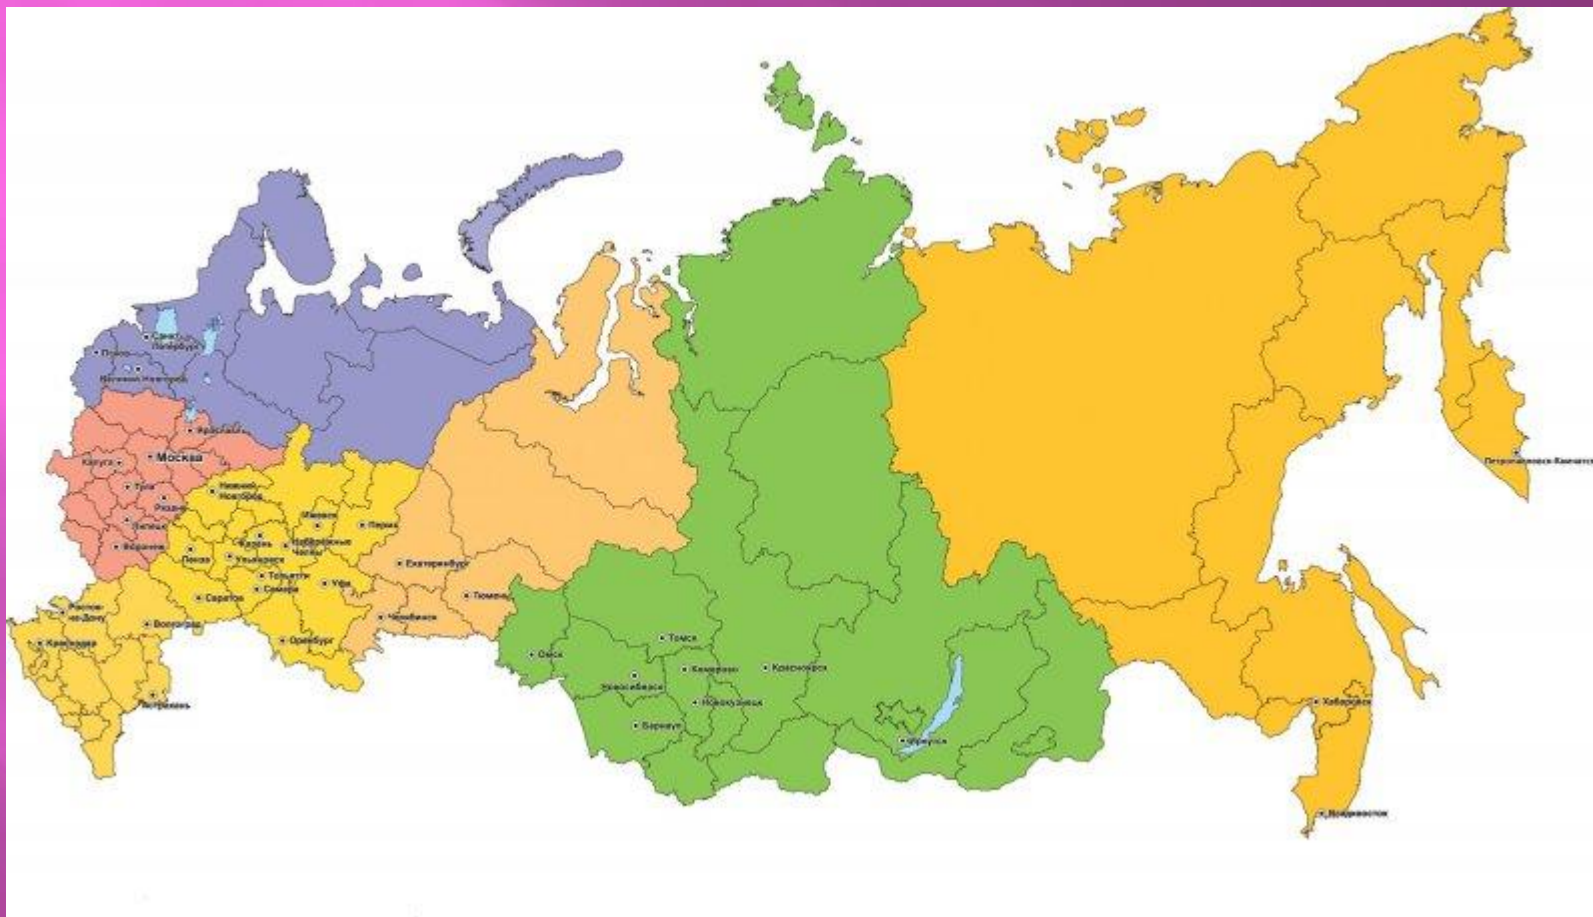 Санкт-
Петербург
Псков
Великий Новгород
Ярославль
Калуга
Москва
Тула
Рязань
Липецк
Воронеж
Нижний
Новгород
Ижевск
Пермь
Казань
Набережные
Челны
Пенза
Ульяновск
Тольятти
Самара
Уфа
Саратов
Оренбург
Екатеринбург
Тюмень
Челябинск
Ростов-
на-Дону
Волгоград
Краснодар
Астрахань
Омск
Томск
Новосибирск
Кемерово
Красноярск
Новокузнецк
Барнаул
Иркутск
Петропавловск-Камчатс
Хабаровск
Владивосток